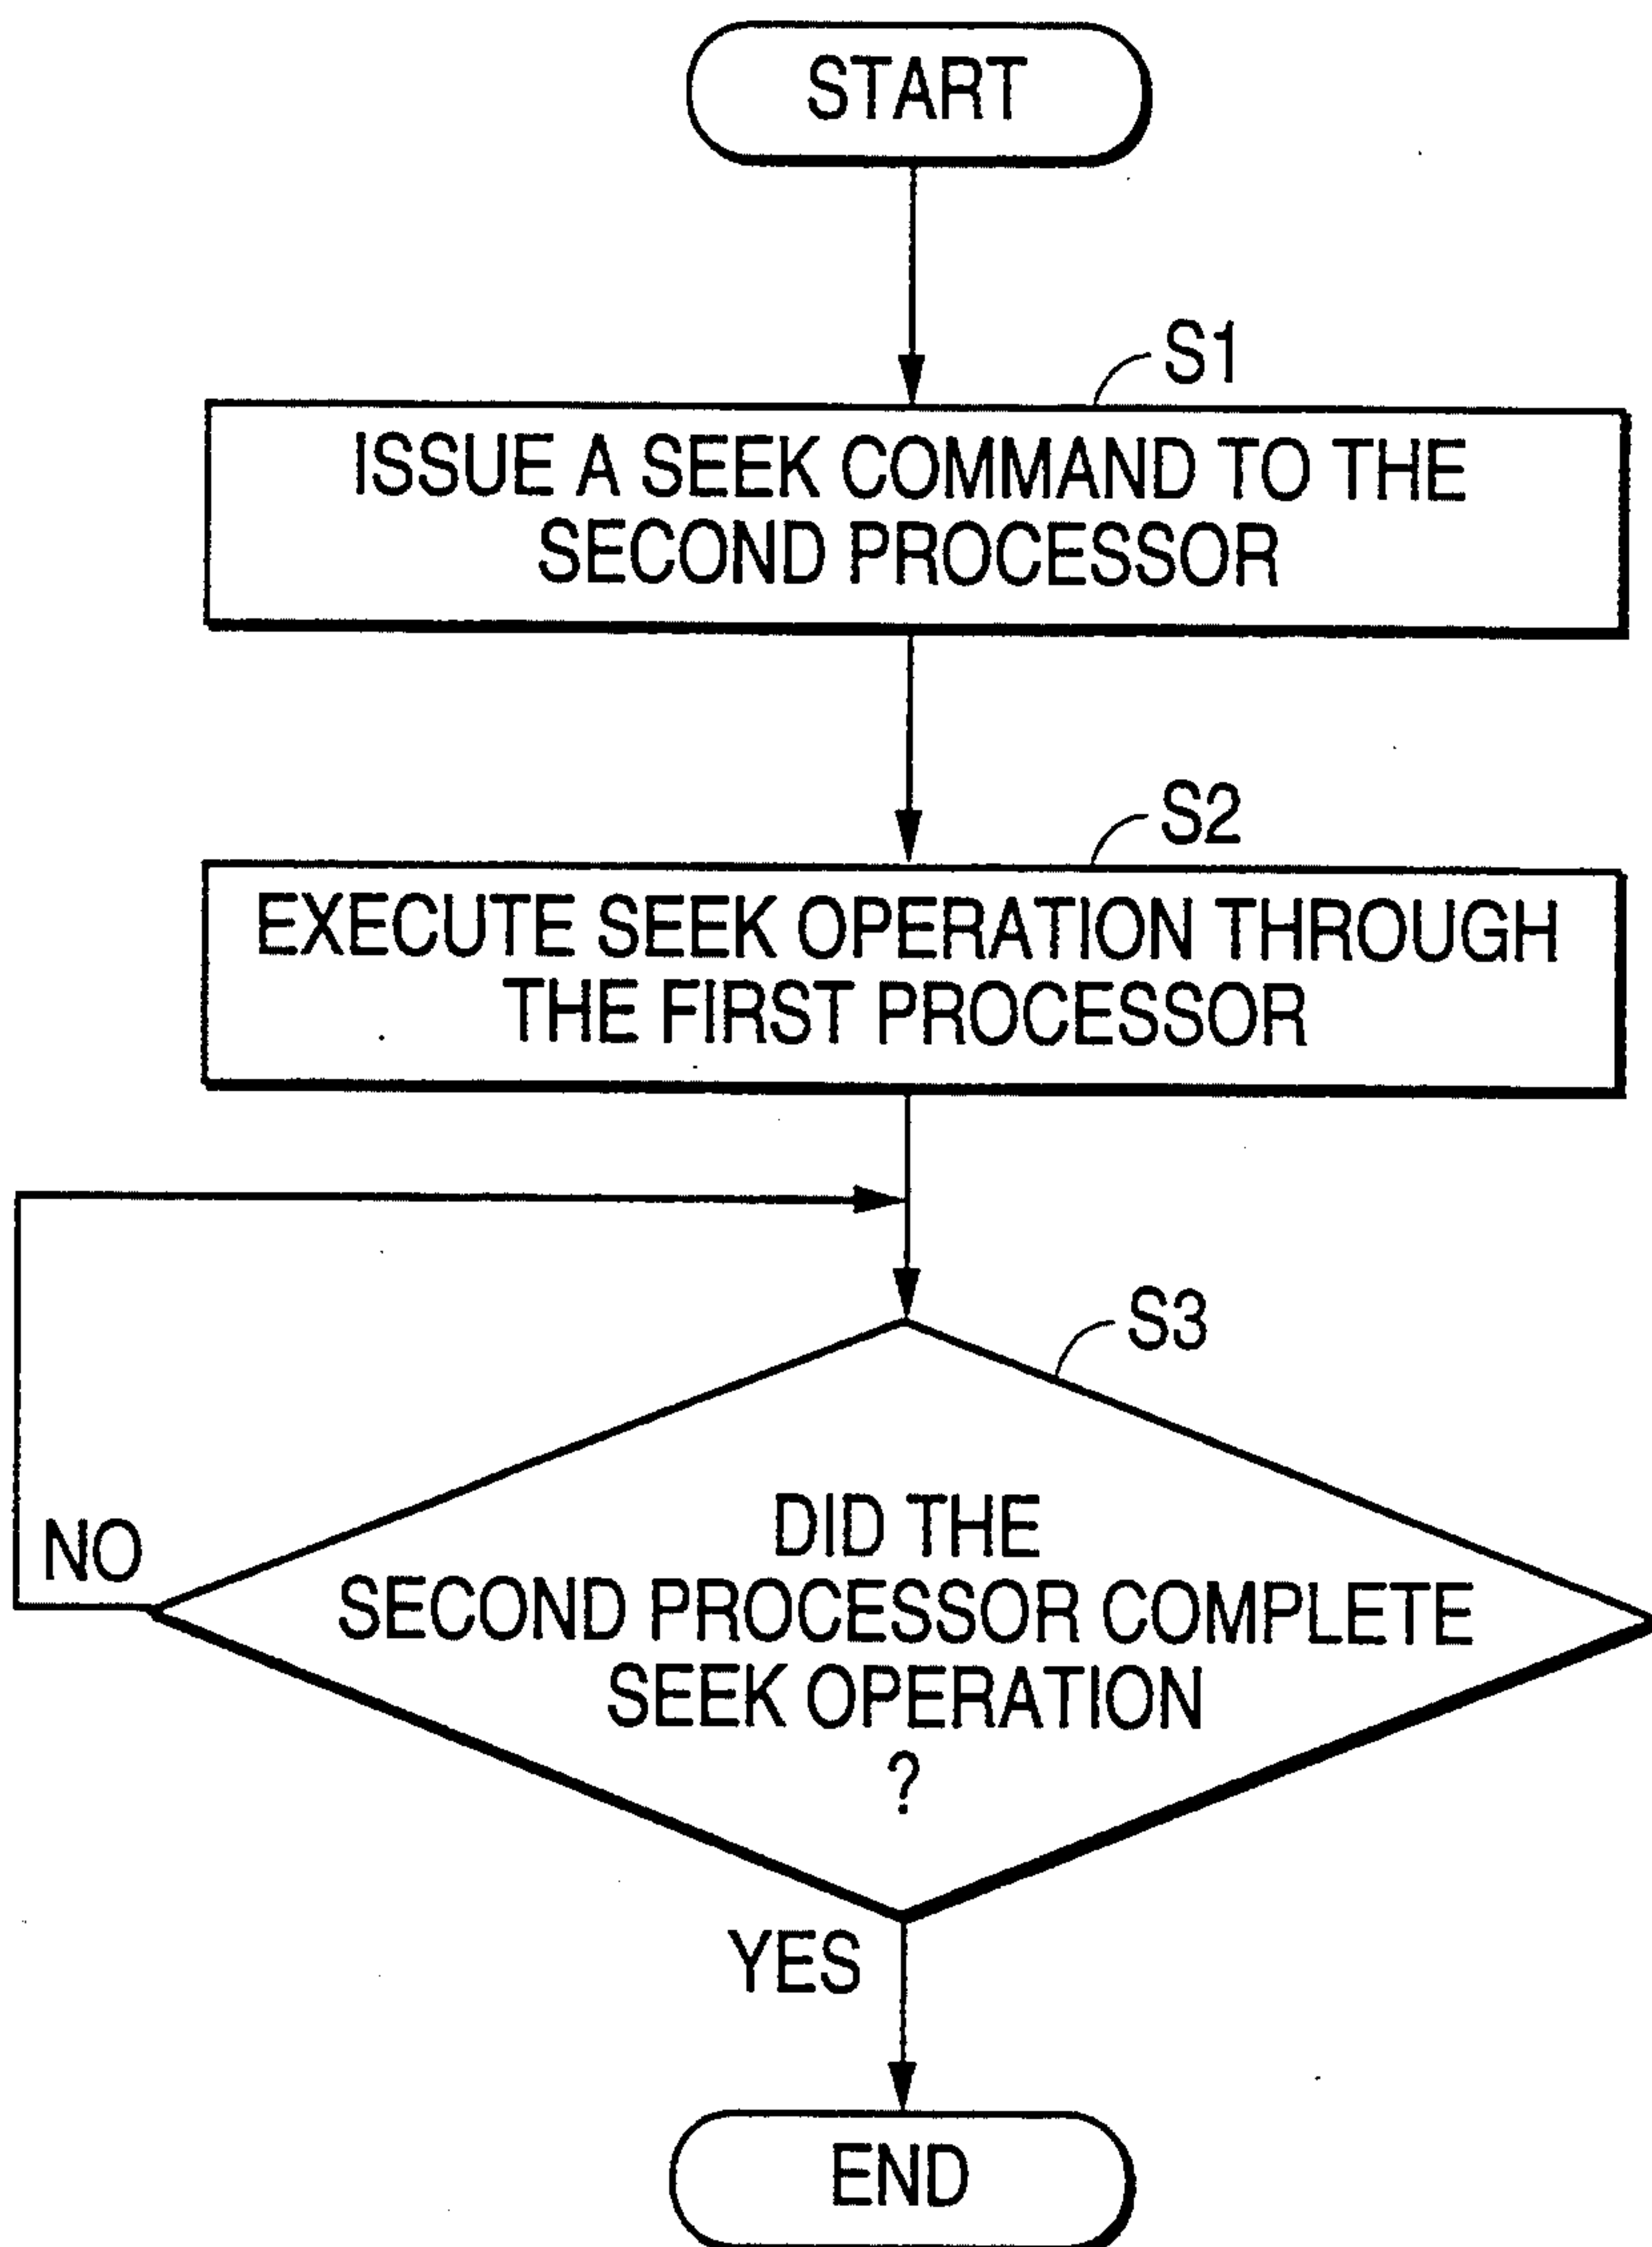 START
S1
ISSUE A SEEK COMMAND TO THE
SECOND PROCESSOR
S2
EXECUTE SEEK OPERATION THROUGH
THE FIRST PROCESSOR
S3
DID THE
SECOND PROCESSOR COMPLETE
SEEK OPERATION
?
NO
YES
END